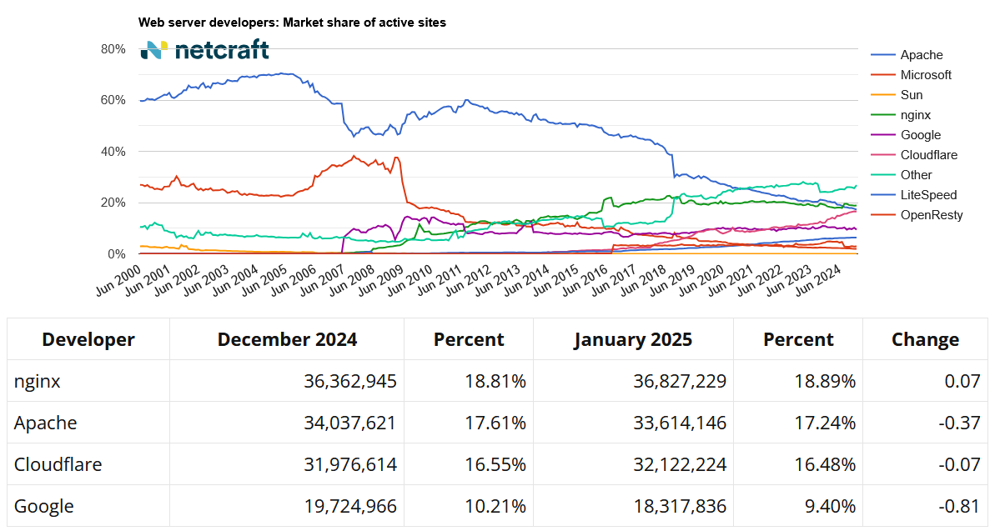 Web server developers: Market share of active sites
netcraft
80%
60%
40%
20%
0%
Apache
Microsoft
Sun
nginx
Google
Cloudflare
Other
LiteSpeed
OpenResty
Jun 2000
Jun 2001
Jun 2002
Jun 2003
Jun 2004
Jun 2005
Jun 2006
Jun 2007
Jun 2008
Jun 2009
Jun 2010
Jun 2011
Jun 2012
Jun 2013
Jun 2014
Jun 2015
Jun 2016
Jun 2017
Jun 2018
Jun 2019
Jun 2020
Jun 2021
Jun 2022
Jun 2023
Jun 2024
Developer December 2024 Percent January 2025 Percent Change
nginx 36,362,945 18.81% 36,827,229 18.89% 0.07
Apache 34,037,621 17.61% 33,614,146 17.24% -0.37
Cloudflare 31,976,614 16.55% 32,122,224 16.48% -0.07
Google 19,724,966 10.21% 18,317,836 9.40% -0.81